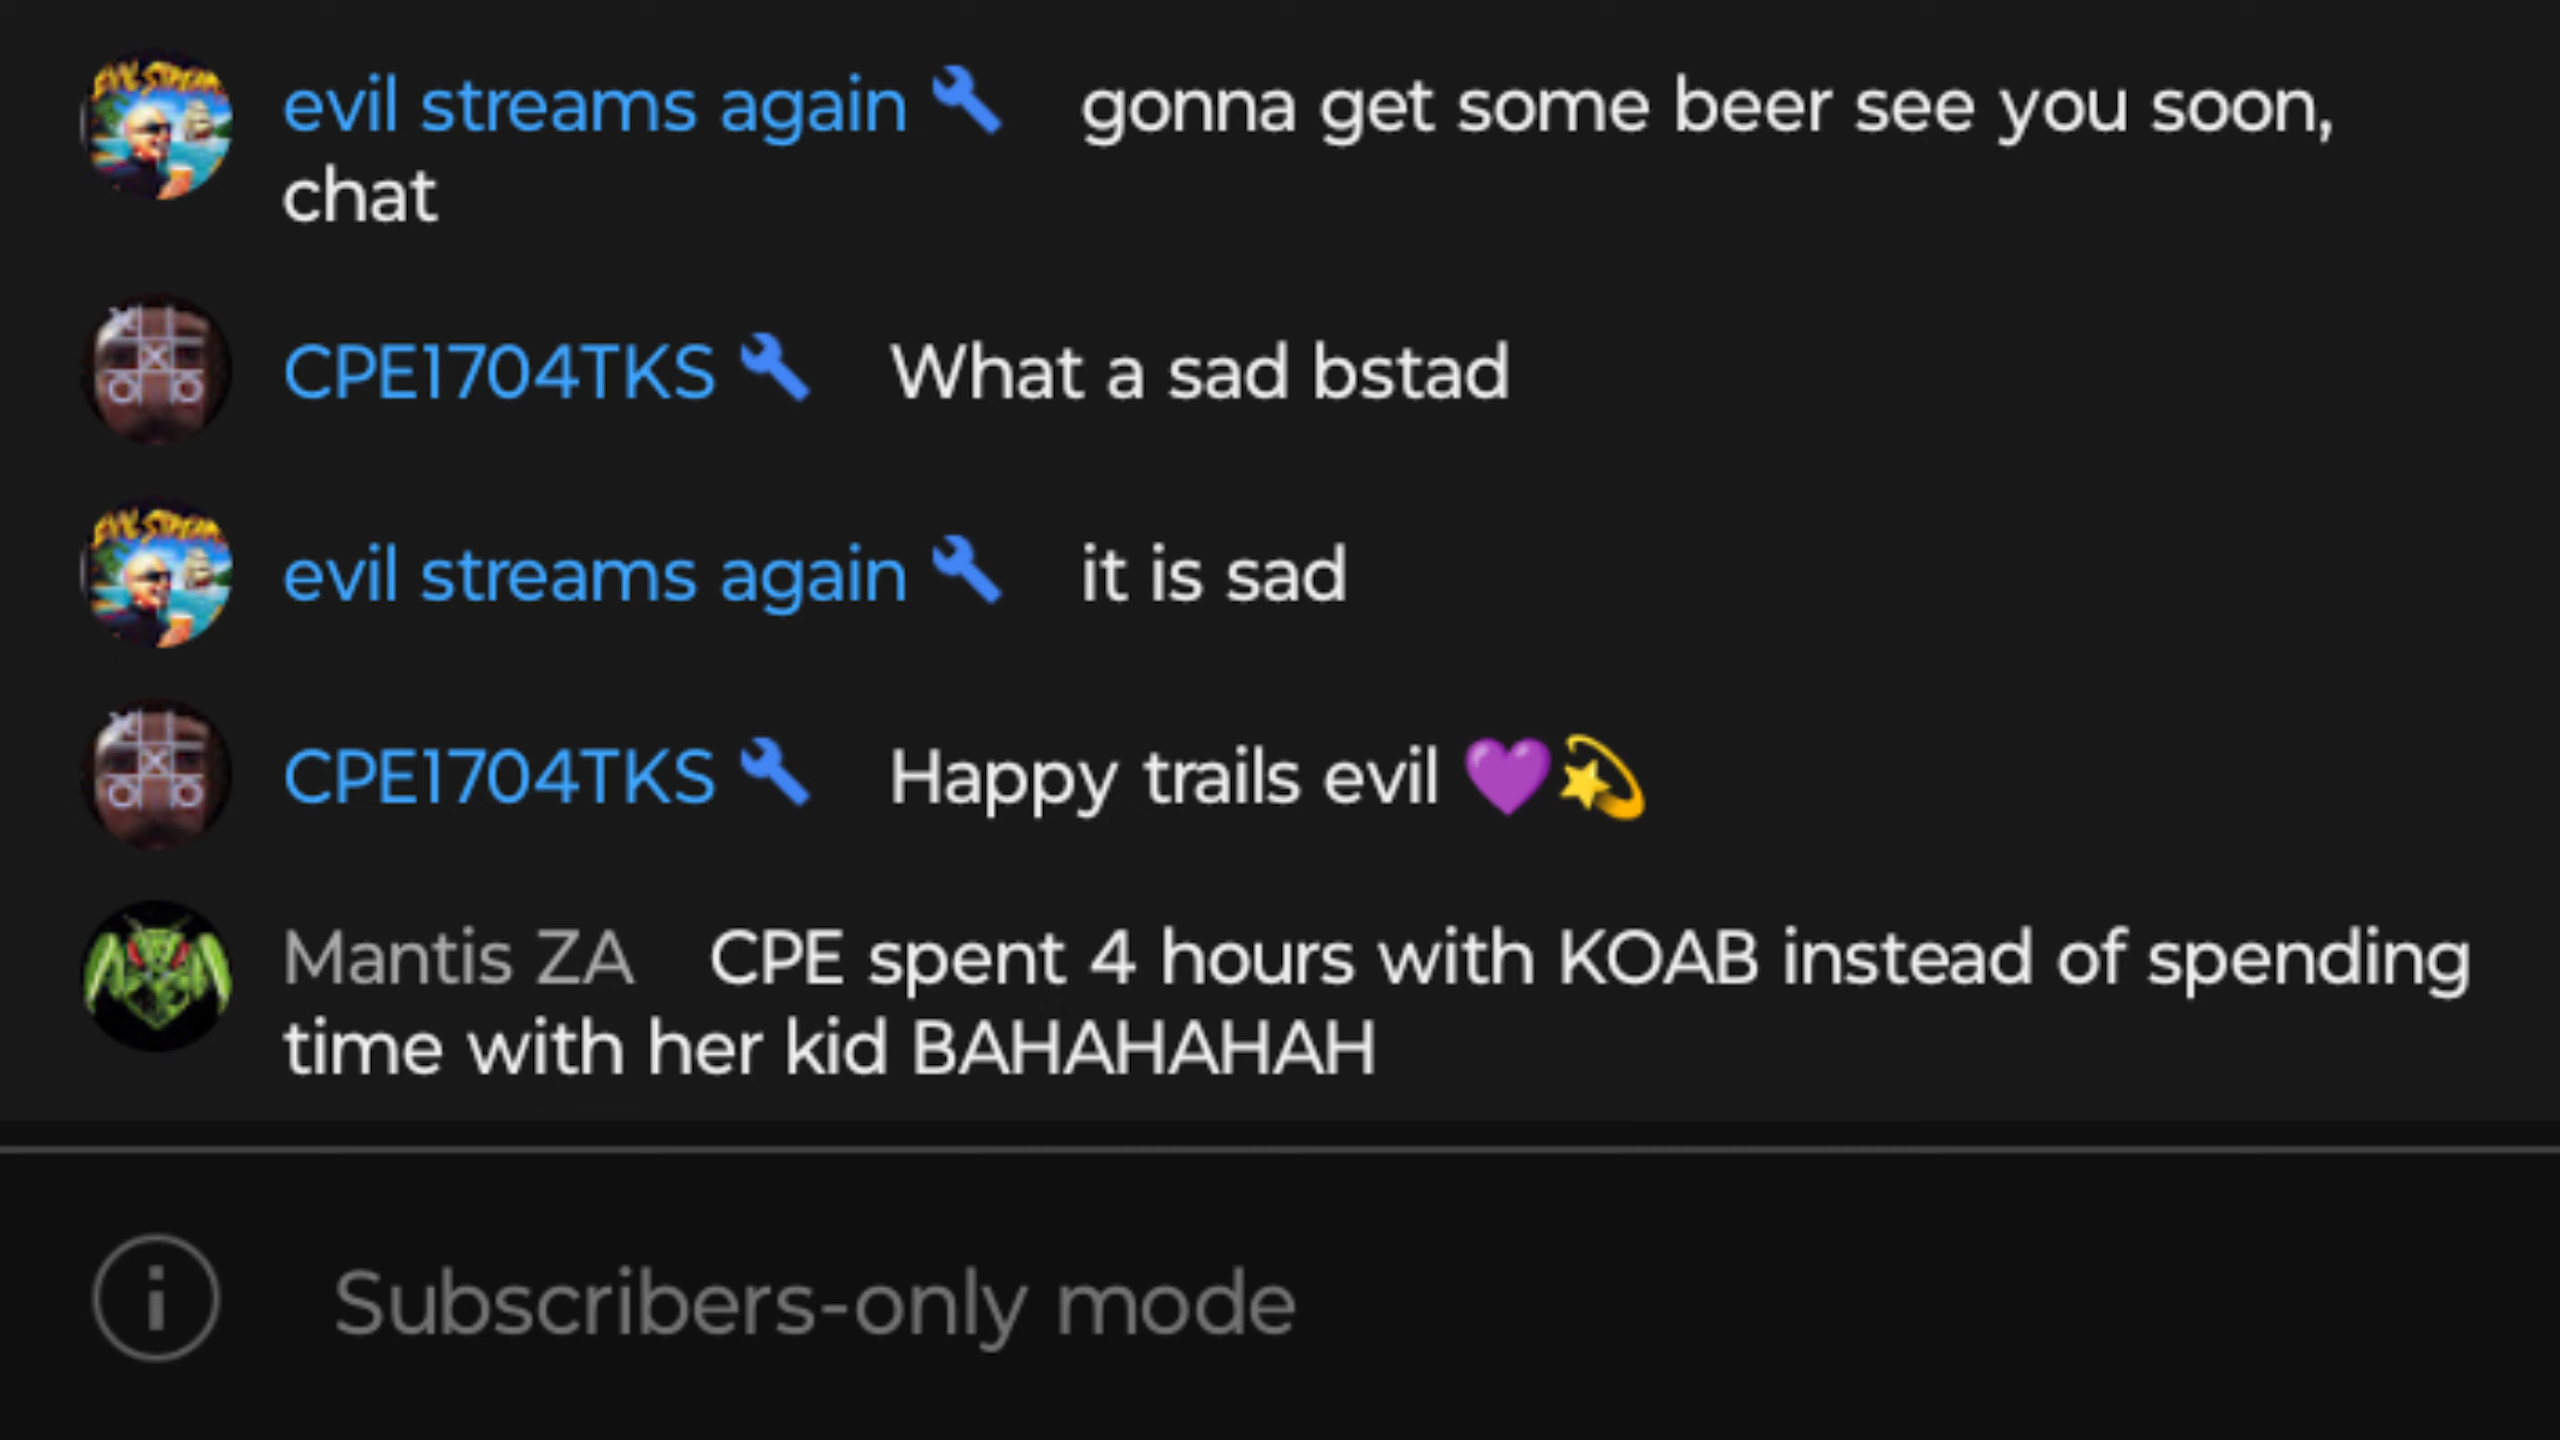 evil streams again gonna get some beer see you soon,
chat
CPE1704TKS What a sad bstad
evil streams again it is sad
CPE1704TKS Happy trails evil 💜💫
Mantis ZA CPE spent 4 hours with KOAB instead of spending
time with her kid BAHAHAHAH
Subscribers-only mode